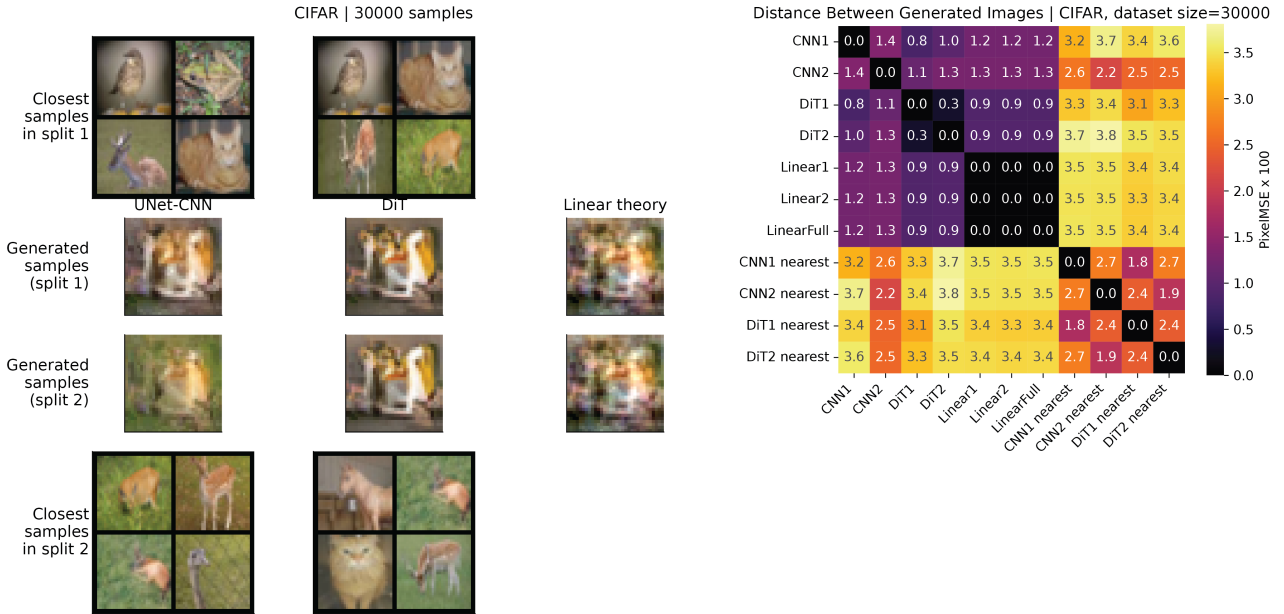 CIFAR | 30000 samples
Closest
samples
in split 1
UNet-CNN
DiT
Linear theory
Generated
samples
(split 1)
Generated
samples
(split 2)
Closest
samples
in split 2
Distance Between Generated Images | CIFAR, dataset size=30000
CNN1 0.0 1.4 0.8 1.0 1.2 1.2 1.2 3.2 3.7 3.4 3.6
CNN2 1.4 0.0 1.1 1.3 1.3 1.3 1.3 2.6 2.2 2.5 2.5
DiT1 0.8 1.1 0.0 0.3 0.9 0.9 0.9 3.3 3.4 3.1 3.3
DiT2 1.0 1.3 0.3 0.0 0.9 0.9 0.9 3.7 3.8 3.5 3.5
Linear1 1.2 1.3 0.9 0.9 0.0 0.0 0.0 3.5 3.5 3.4 3.4
Linear2 1.2 1.3 0.9 0.9 0.0 0.0 0.0 3.5 3.5 3.3 3.4
LinearFull 1.2 1.3 0.9 0.9 0.0 0.0 0.0 3.5 3.5 3.4 3.4
CNN1 nearest 3.2 2.6 3.3 3.7 3.5 3.5 3.5 0.0 2.7 1.8 2.7
CNN2 nearest 3.7 2.2 3.4 3.8 3.5 3.5 3.5 2.7 0.0 2.4 1.9
DiT1 nearest 3.4 2.5 3.1 3.5 3.4 3.3 3.4 1.8 2.4 0.0 2.4
DiT2 nearest 3.6 2.5 3.3 3.5 3.4 3.4 3.4 2.7 1.9 2.4 0.0
CNN1
CNN2
DiT1
DiT2
Linear1
Linear2
LinearFull
CNN1 nearest
CNN2 nearest
DiT1 nearest
DiT2 nearest
3.5
3.0
2.5
2.0
1.5
1.0
0.5
0.0
PixelMSE x 100